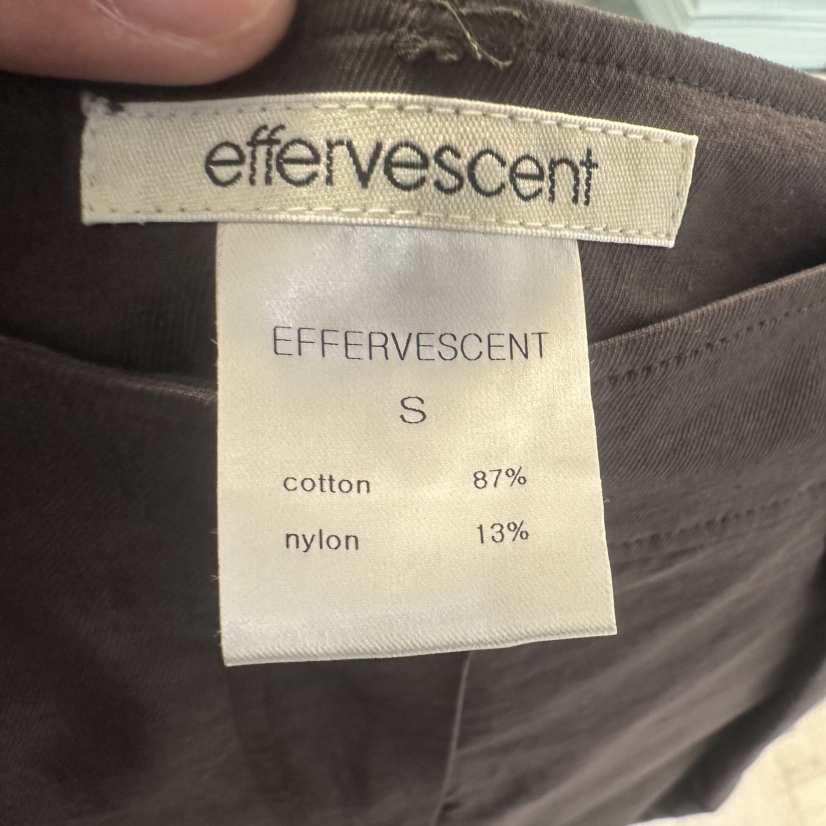 effervescent
EFFERVESCENT
S
cotton 87%
nylon 13%